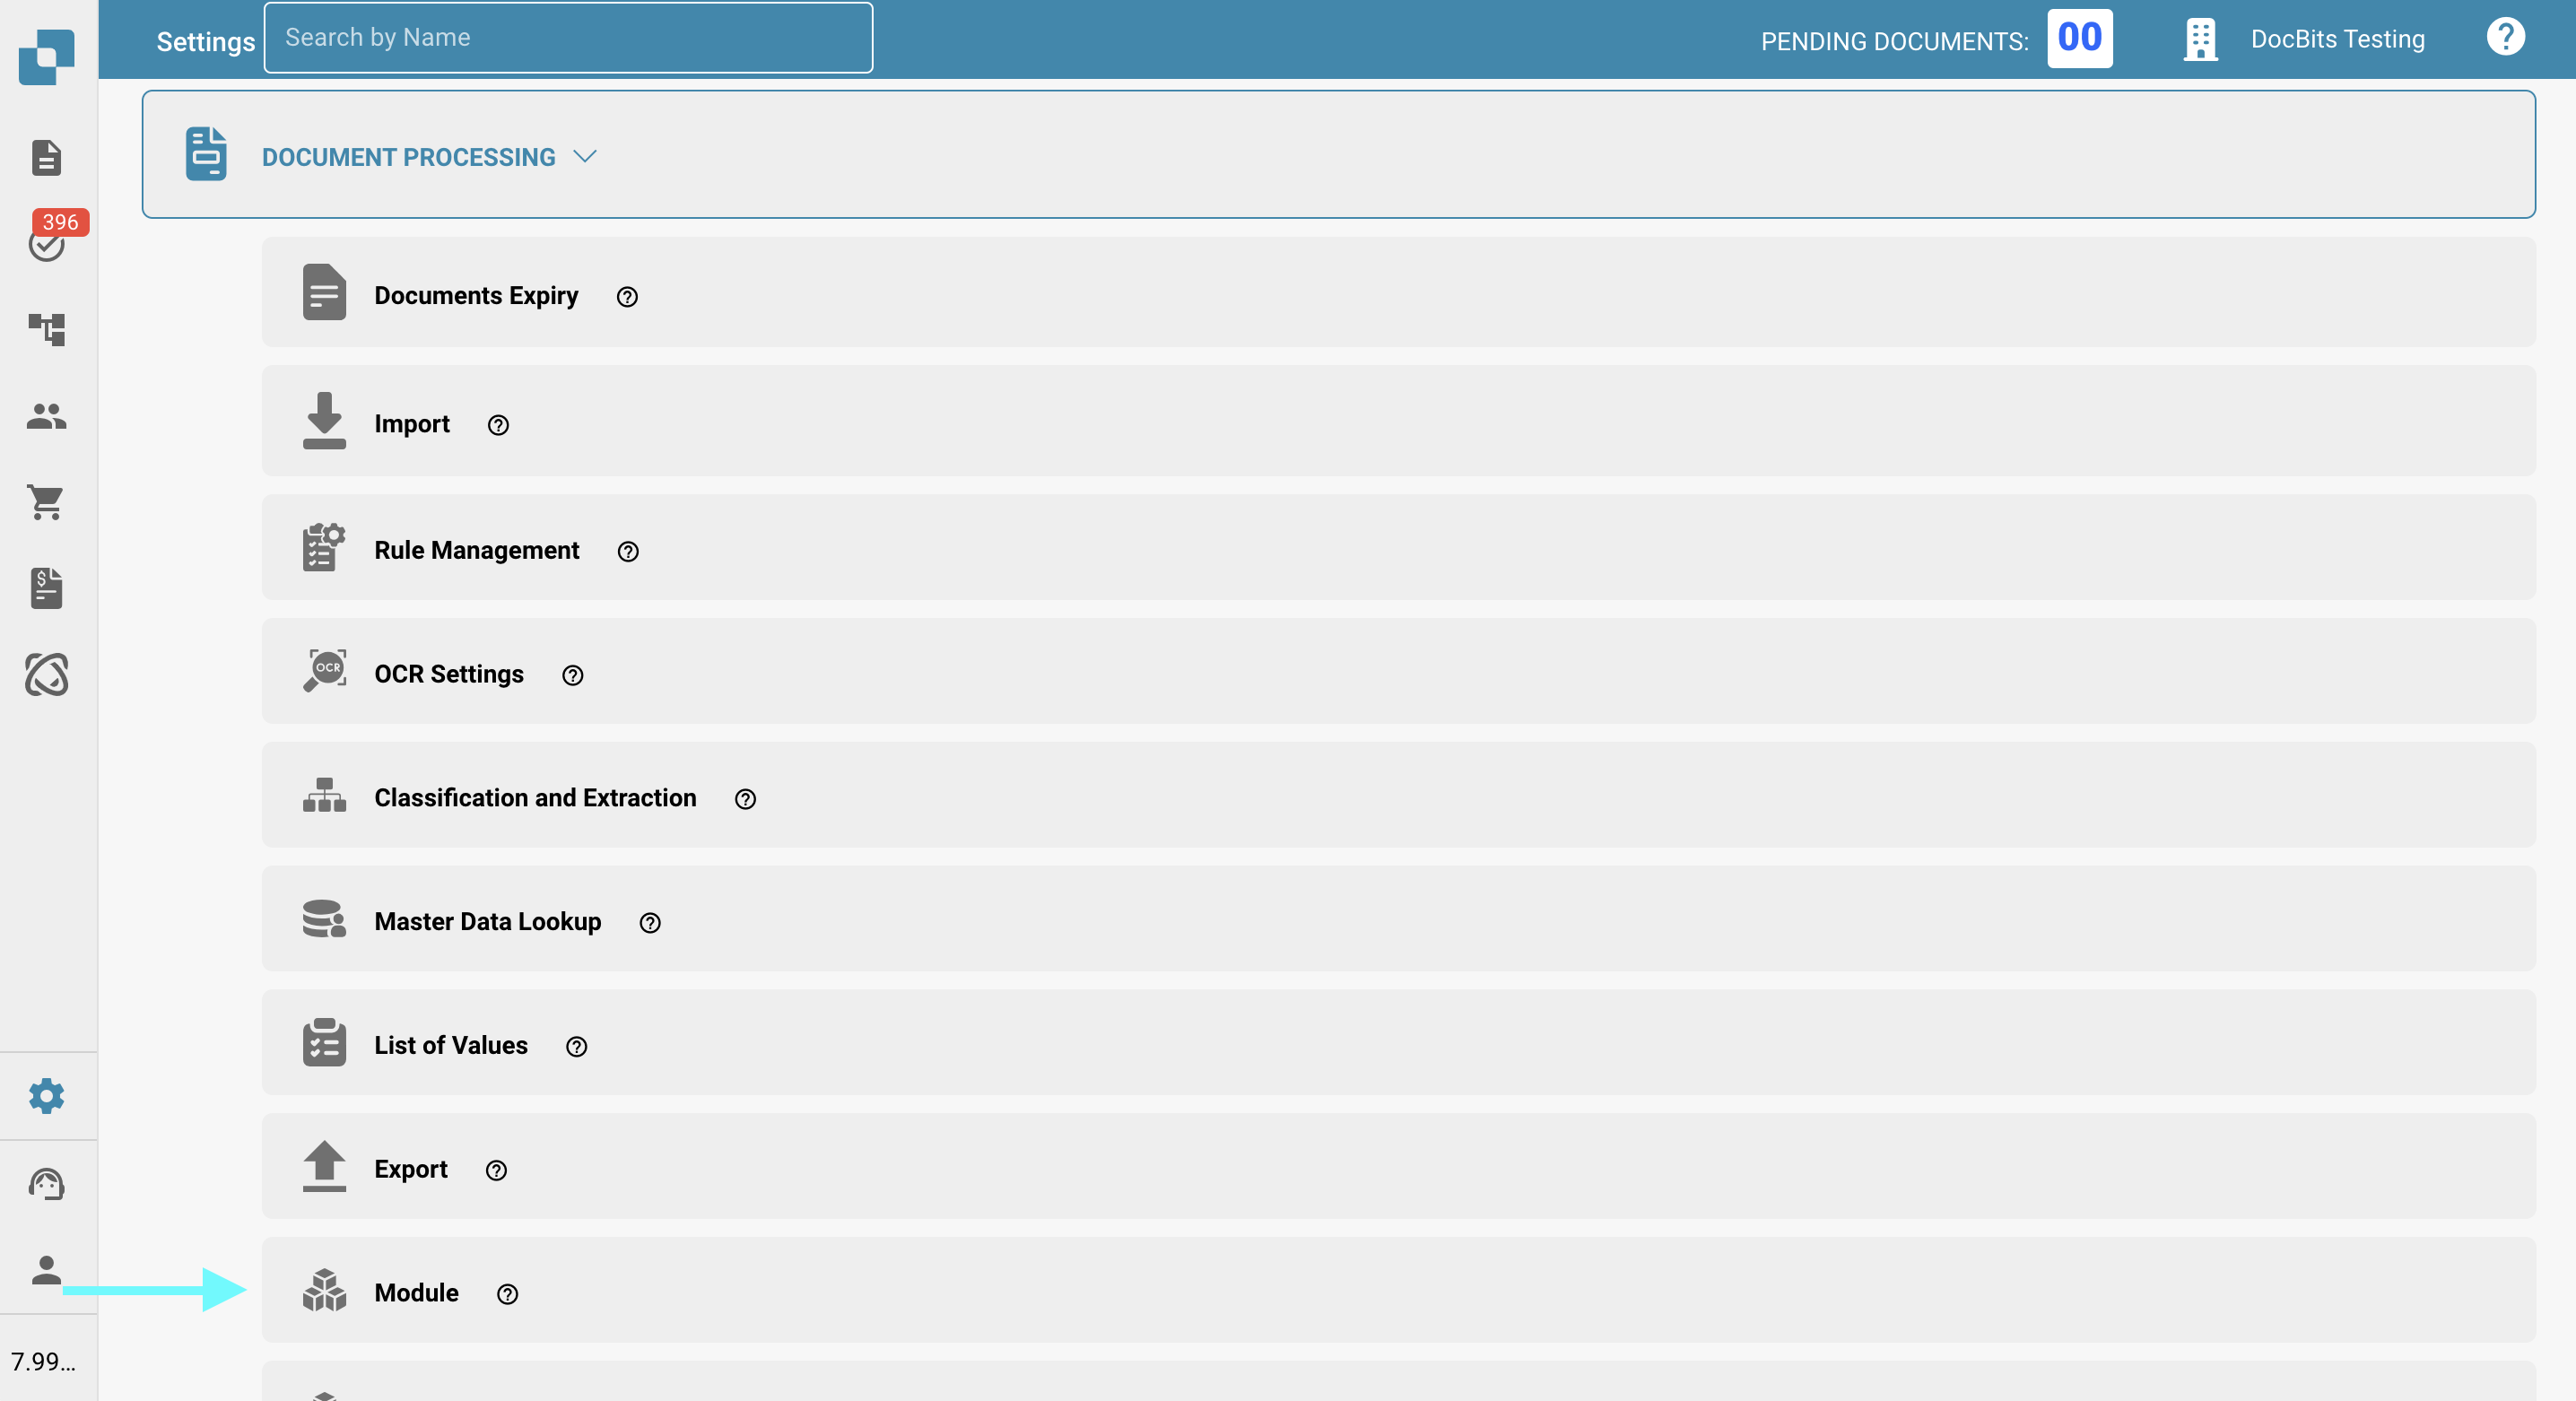 Settings Search by Name PENDING DOCUMENTS: 00 DocBits Testing ?
DOCUMENT PROCESSING
396
Documents Expiry ?
Import ?
Rule Management ?
OCR OCR Settings ?
Classification and Extraction ?
Master Data Lookup ?
List of Values ?
Export ?
Module ?
7.99...